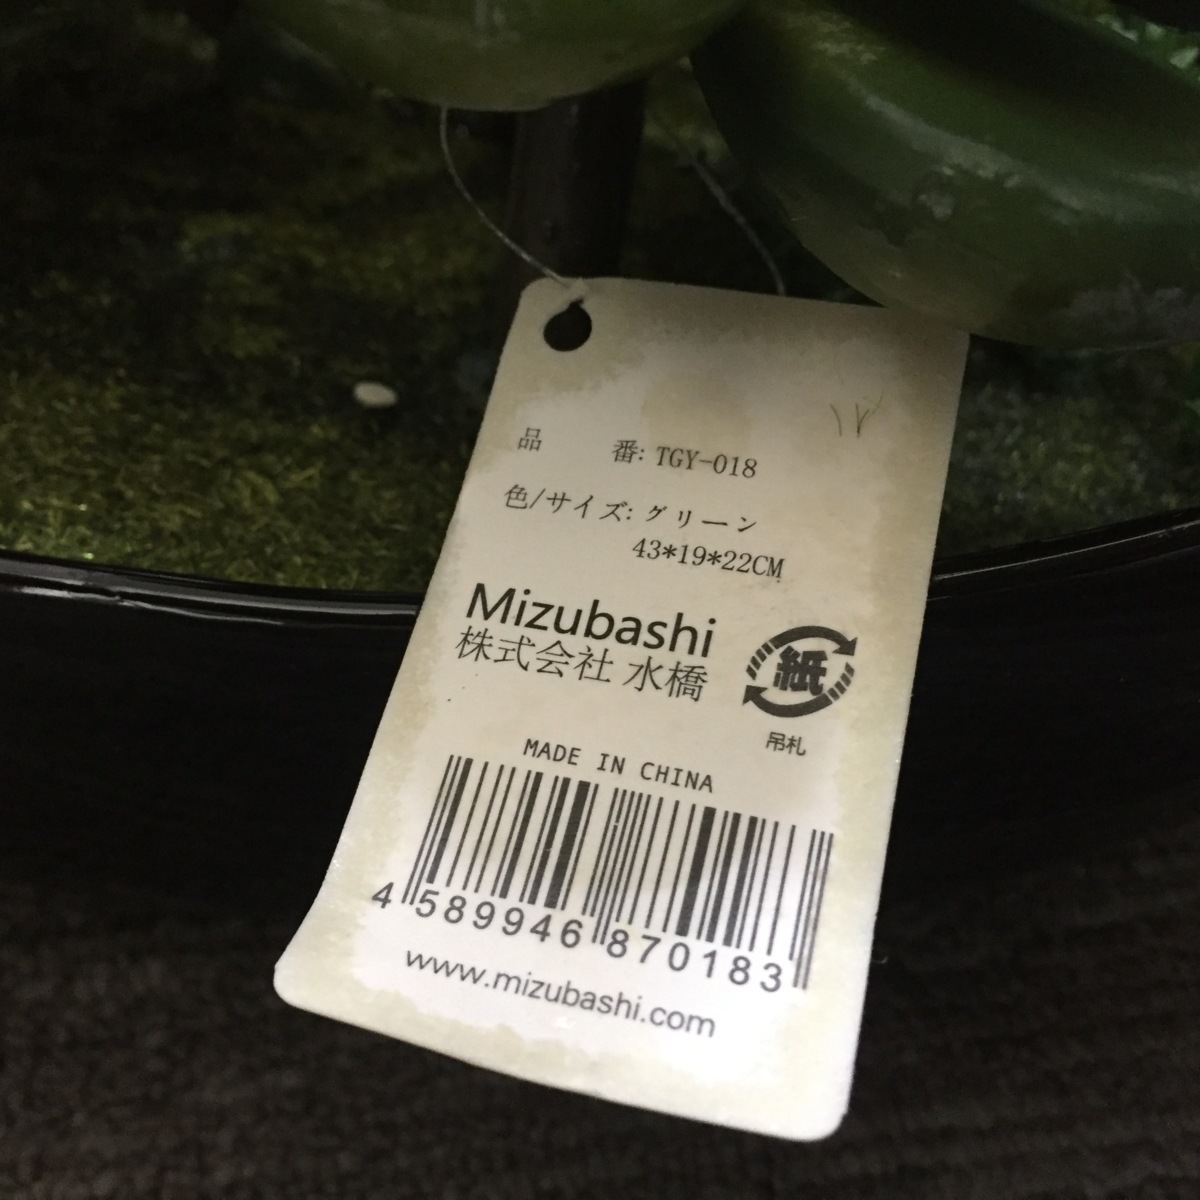 品 番: TGY-018
色/サイズ: グリーン
43*19*22CM
Mizubashi
株式会社 水橋
紙
吊札
MADE IN CHINA
4 589946 870183
www.mizubashi.com